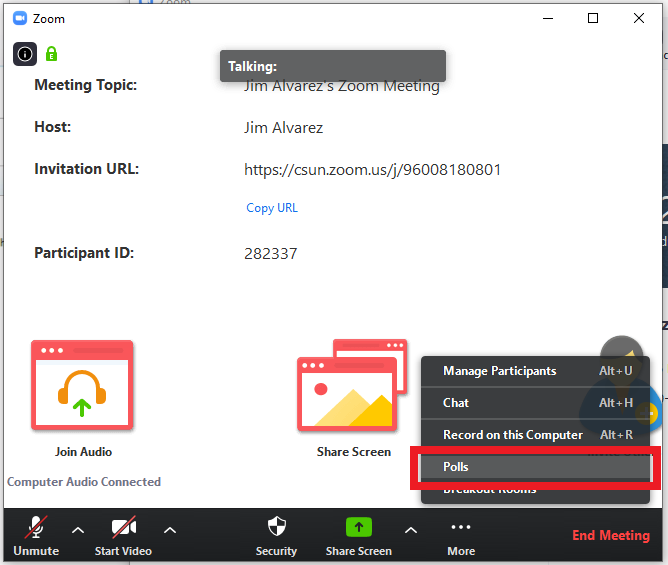 Zoom
Talking:
Meeting Topic: Jim Alvarez's Zoom Meeting
Host: Jim Alvarez
Invitation URL: https://csun.zoom.us/j/96008180801
Copy URL
Participant ID: 282337
Manage Participants Alt+U
Chat Alt+H
Record on this Computer Alt+R
Polls
Breakout Rooms
Join Audio
Share Screen
Computer Audio Connected
Unmute
Start Video
Security
Share Screen
More
End Meeting